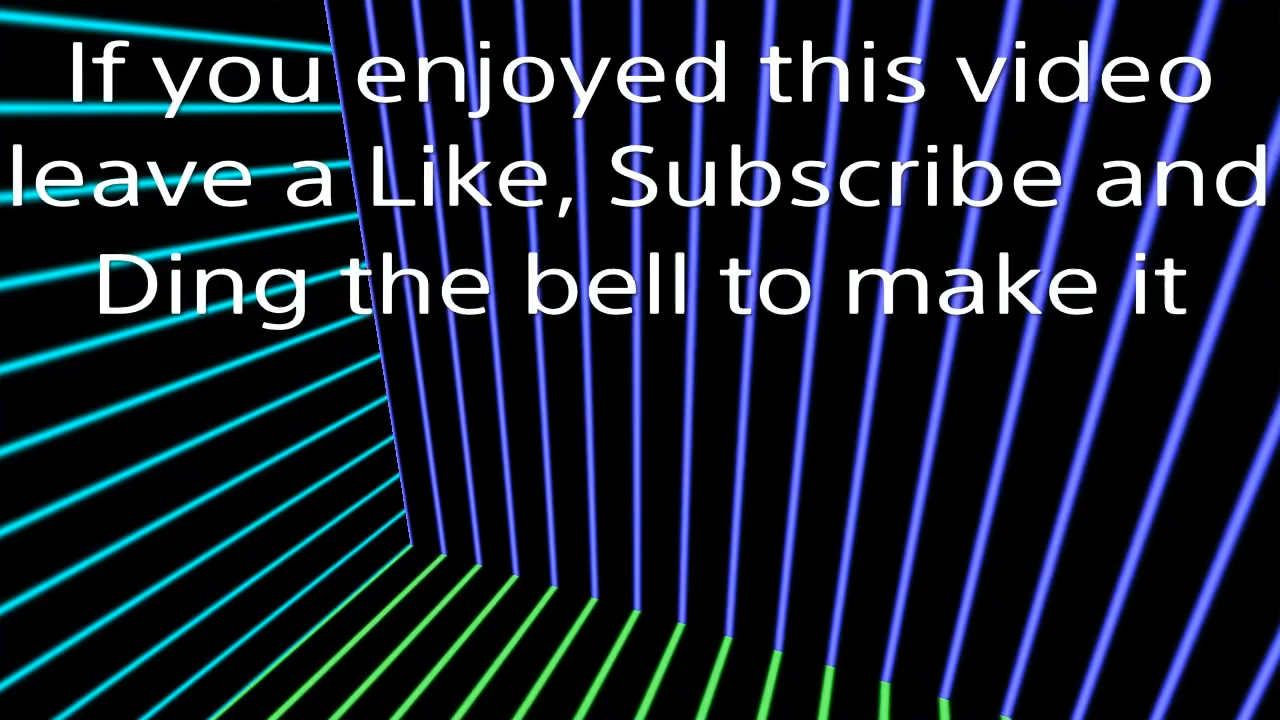 If you enjoyed this video
leave a Like, Subscribe and
Ding the bell to make it